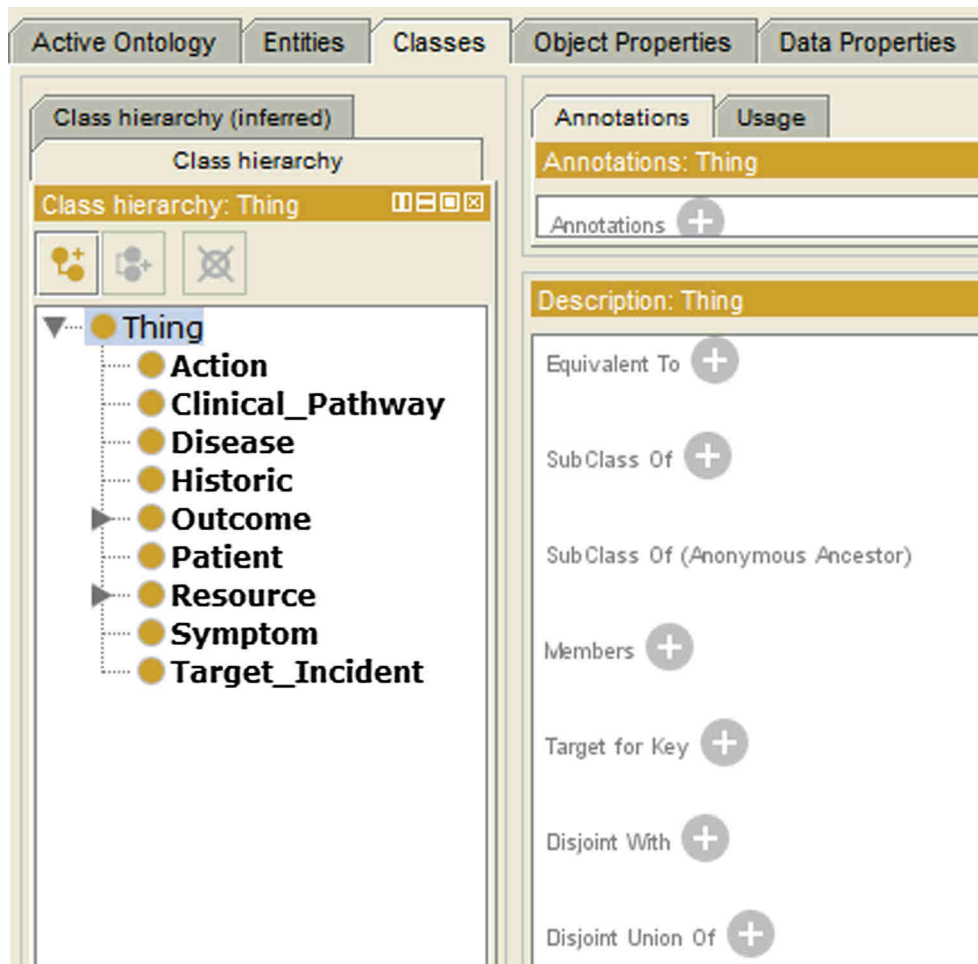 Active Ontology Entities Classes Object Properties Data Properties
Class hierarchy (inferred)
Class hierarchy
Class hierarchy: Thing
Thing
Action
Clinical_Pathway
Disease
Historic
Outcome
Patient
Resource
Symptom
Target_Incident
Annotations Usage
Annotations: Thing
Annotations
Description: Thing
Equivalent To
SubClass Of
SubClass Of (Anonymous Ancestor)
Members
Target for Key
Disjoint With
Disjoint Union Of